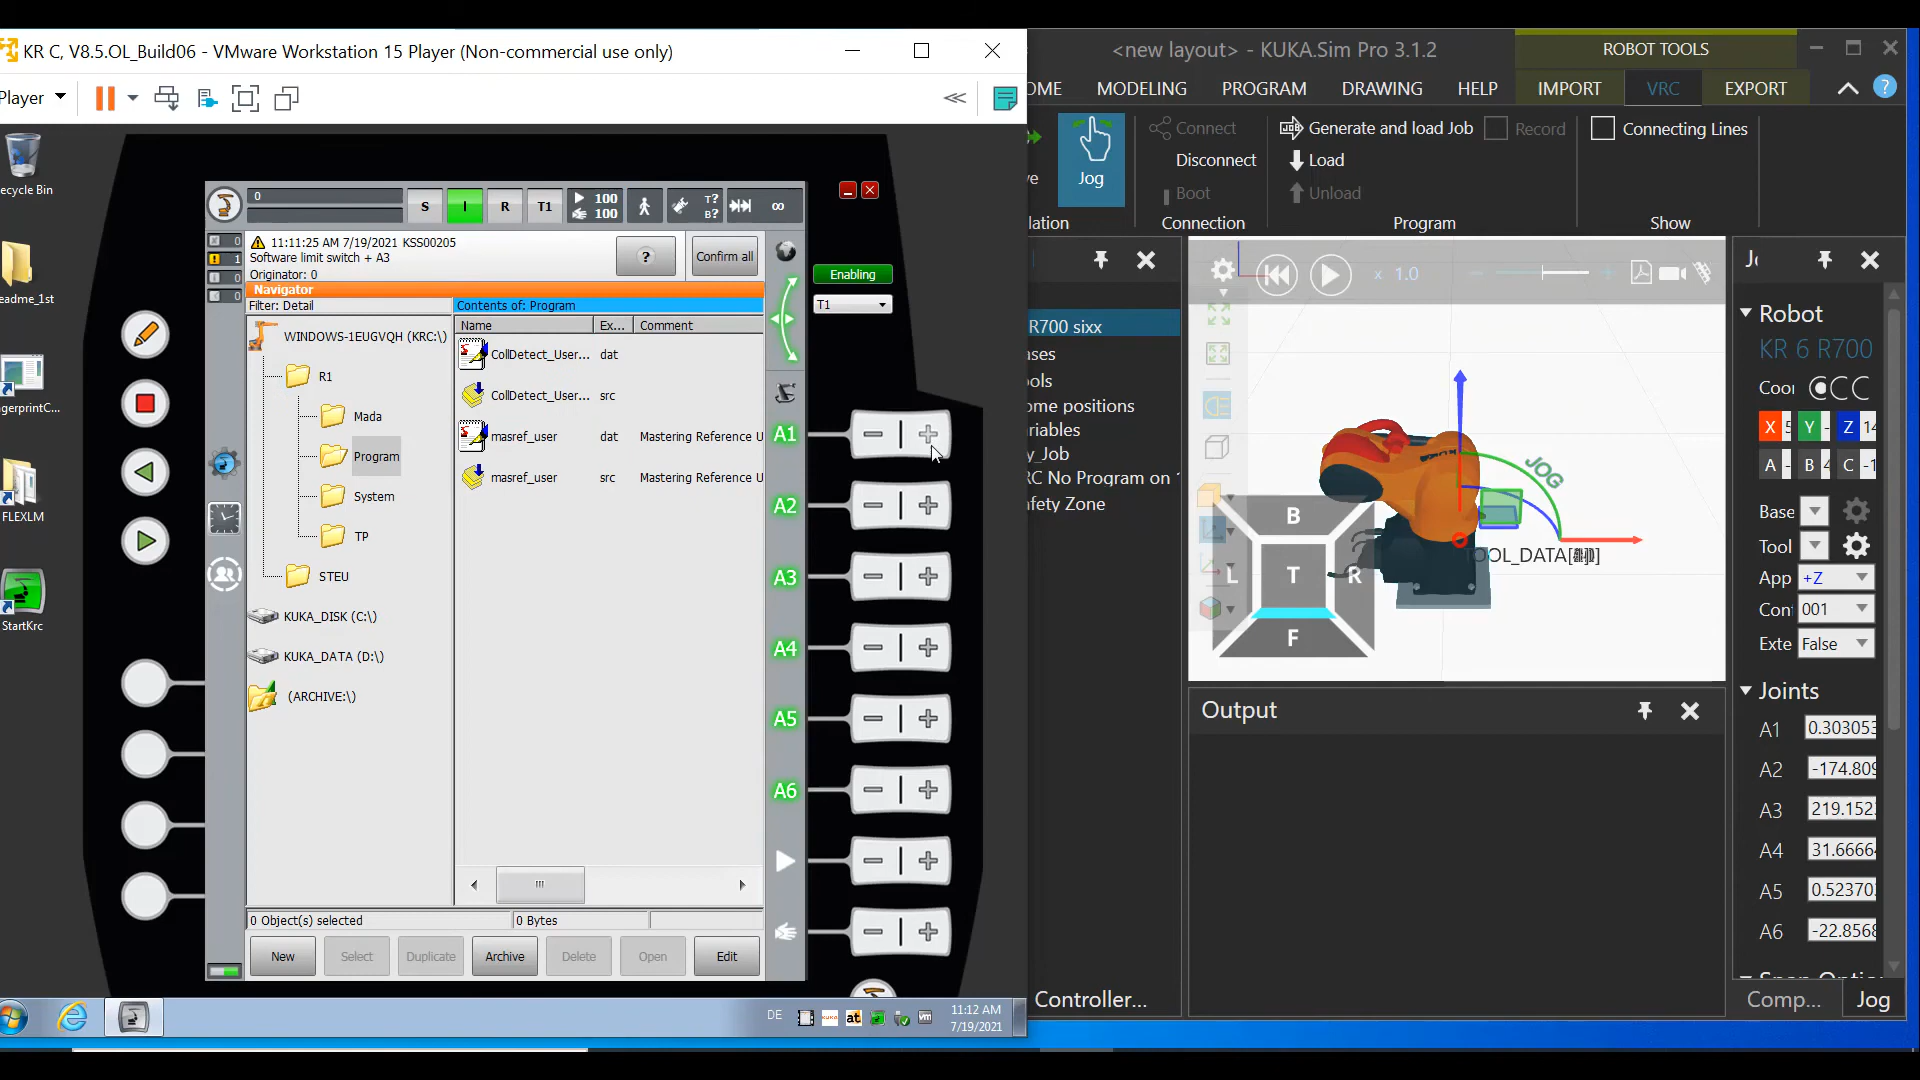 KR C, V8.5.OL_Build06 - VMware Workstation 15 Player (Non-commercial use only)
Player
ecycle Bin
eadme_1st
ngerprintC...
FLEXLM
StartKrc
0
S
I
R
T1
100
100
T?
B?
∞
0
1
0
0
11:11:25 AM 7/19/2021 KSS00205
Software limit switch + A3
Originator: 0
?
Confirm all
Navigator
Filter: Detail
Contents of: Program
Name
Ex...
Comment
WINDOWS-1EUGVQH (KRC:\)
R1
Mada
Program
System
TP
STEU
KUKA_DISK (C:\)
KUKA_DATA (D:\)
(ARCHIVE:\)
CollDetect_User... dat
CollDetect_User... src
masref_user dat Mastering Reference U
masref_user src Mastering Reference U
0 Object(s) selected
0 Bytes
New
Select
Duplicate
Archive
Delete
Open
Edit
Enabling
T1
A1
A2
A3
A4
A5
A6
DE
11:12 AM
7/19/2021
<new layout> - KUKA.Sim Pro 3.1.2
ROBOT TOOLS
OME
MODELING
PROGRAM
DRAWING
HELP
IMPORT
VRC
EXPORT
ve
Jog
lation
Connect
Disconnect
Boot
Connection
Generate and load Job
Record
Load
Unload
Program
Connecting Lines
Show
R700 sixx
ases
ols
ome positions
ariables
y_Job
RC No Program on
afety Zone
Controller...
x 1.0
JOG
B
L
T
R
F
Output
Robot
KR 6 R700
Coor
X
Y
Z
A
B
C
Base
Tool
App
+Z
Con
001
Exte
False
Joints
A1 0.303053
A2 -174.809
A3 219.152
A4 31.6666
A5 0.52370
A6 -22.8568
Comp...
Jog